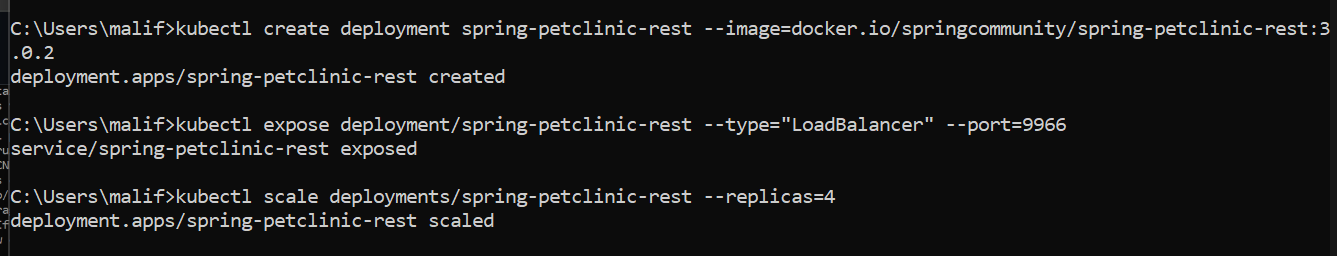 C:\Users\malif>kubectl create deployment spring-petclinic-rest --image=docker.io/springcommunity/spring-petclinic-rest:3
.0.2
deployment.apps/spring-petclinic-rest created
C:\Users\malif>kubectl expose deployment/spring-petclinic-rest --type="LoadBalancer" --port=9966
service/spring-petclinic-rest exposed
C:\Users\malif>kubectl scale deployments/spring-petclinic-rest --replicas=4
deployment.apps/spring-petclinic-rest scaled